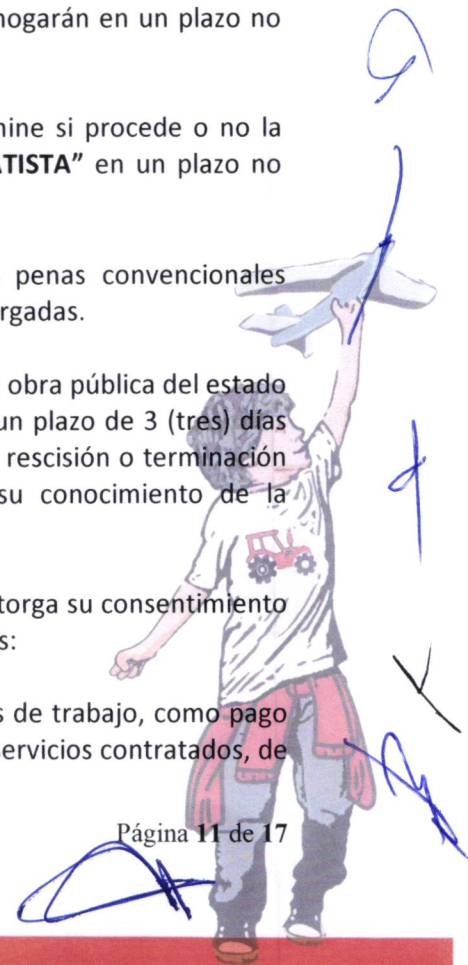 nogarán en un plazo no
nine si procede o no la
ATISTA" en un plazo no
penas convencionales
rgadas.
obra pública del estado
un plazo de 3 (tres) días
rescisión o terminación
su conocimiento de la
torga su consentimiento
s:
s de trabajo, como pago
servicios contratados, de
Página 11 de 17